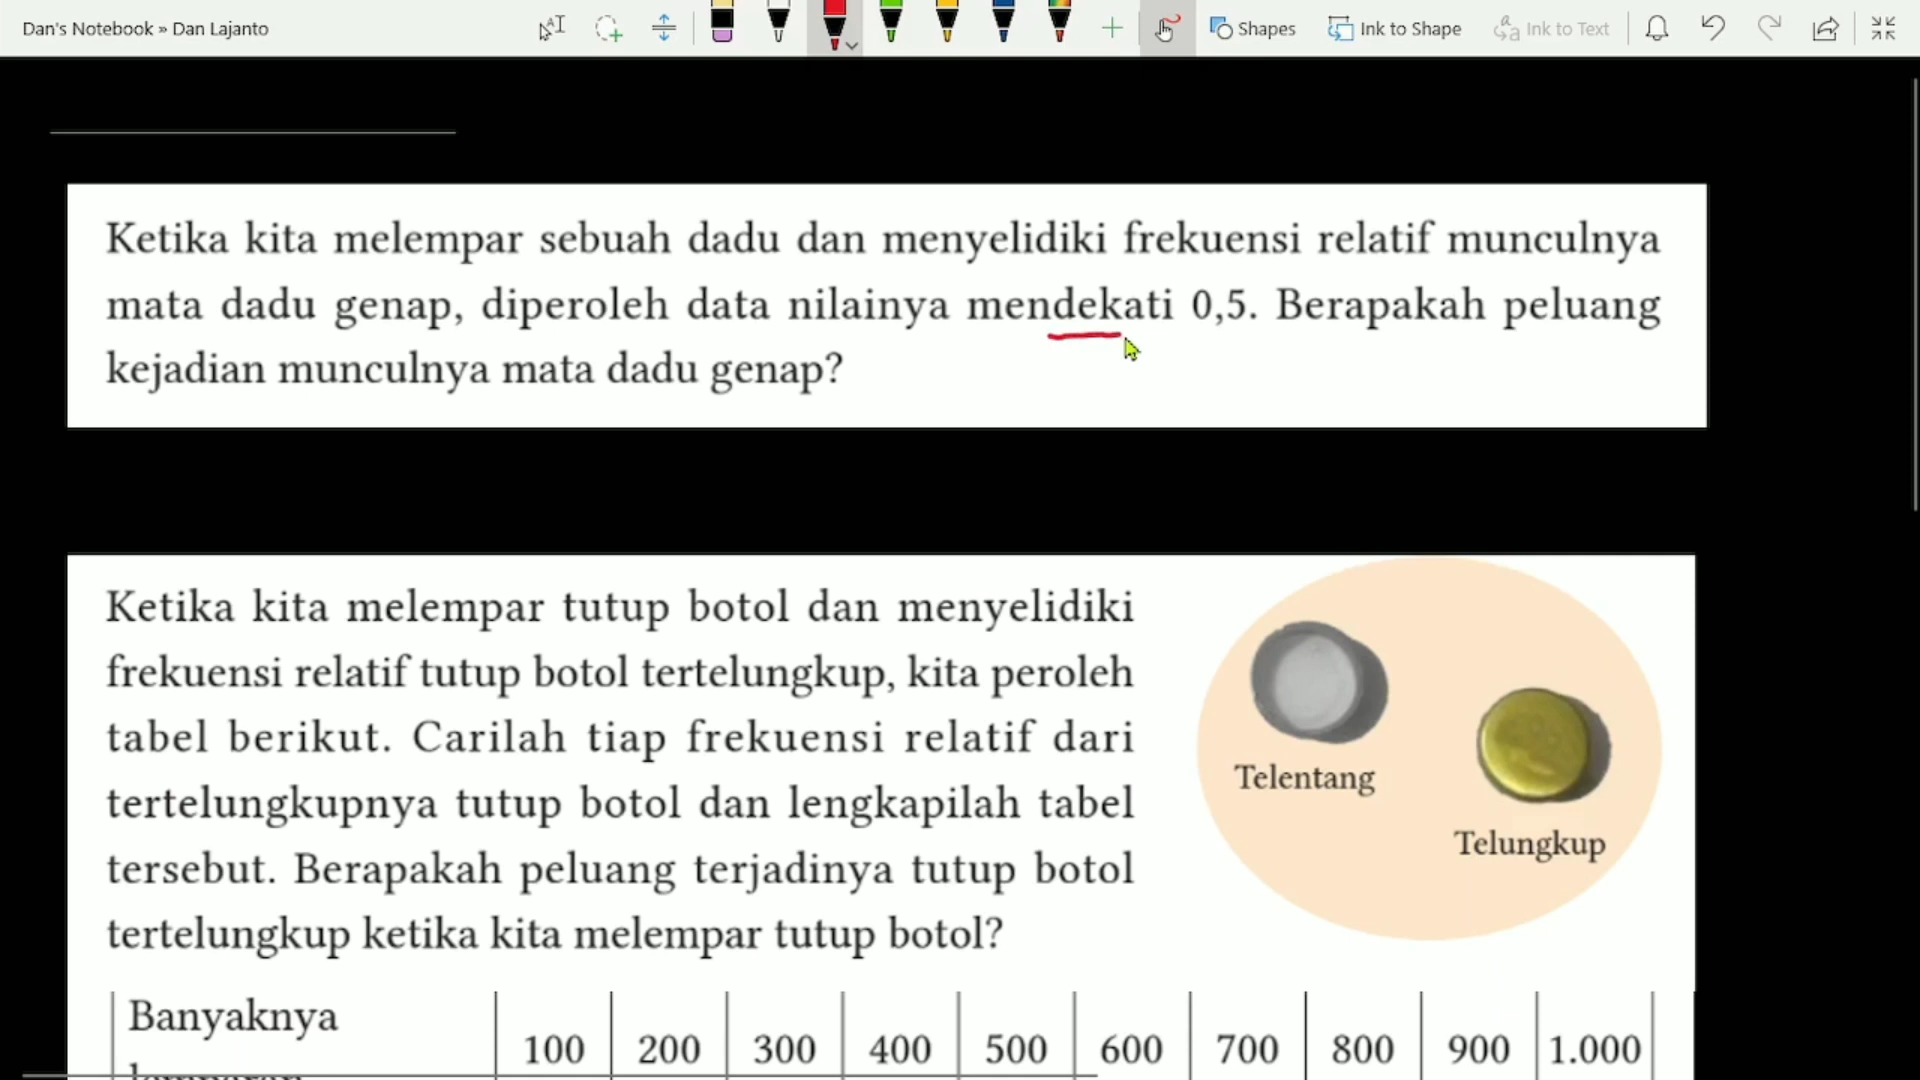 Dan's Notebook » Dan Lajanto
Shapes
Ink to Shape
Ink to Text
Ketika kita melempar sebuah dadu dan menyelidiki frekuensi relatif munculnya
mata dadu genap, diperoleh data nilainya mendekati 0,5. Berapakah peluang
kejadian munculnya mata dadu genap?
Ketika kita melempar tutup botol dan menyelidiki
frekuensi relatif tutup botol tertelungkup, kita peroleh
tabel berikut. Carilah tiap frekuensi relatif dari
tertelungkupnya tutup botol dan lengkapilah tabel
tersebut. Berapakah peluang terjadinya tutup botol
tertelungkup ketika kita melempar tutup botol?
Telentang
Telungkup
Banyaknya
100 200 300 400 500 600 700 800 900 1.000